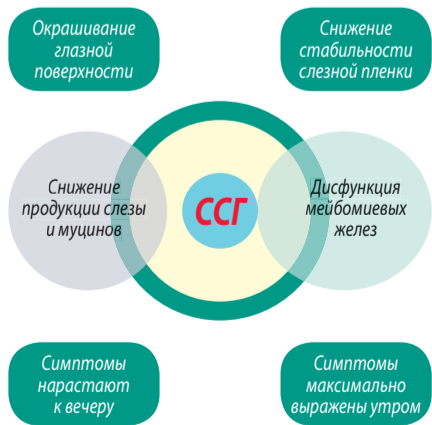 Окрашивание
глазной
поверхности
Снижение
стабильности
слезной пленки
Снижение
продукции слезы
и муцинов
ССГ
Дисфункция
мейбомиевых
желез
Симптомы
нарастают
к вечеру
Симптомы
максимально
выражены утром